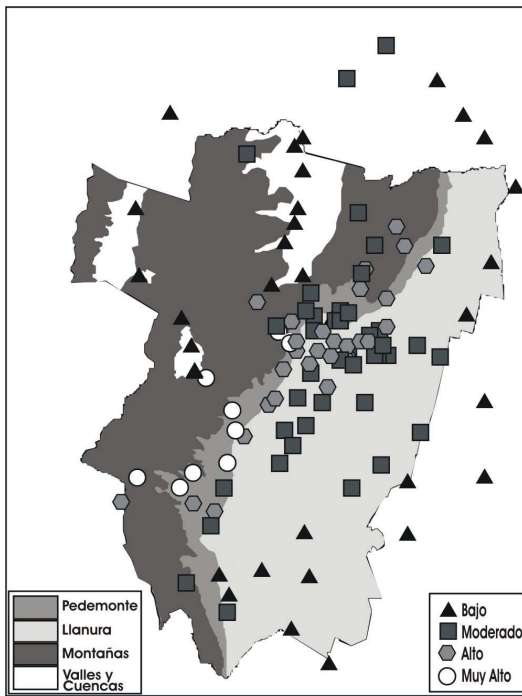 Pedemonte
Llanura
Montañas
Valles y
Cuencas
Bajo
Moderado
Alto
Muy Alto